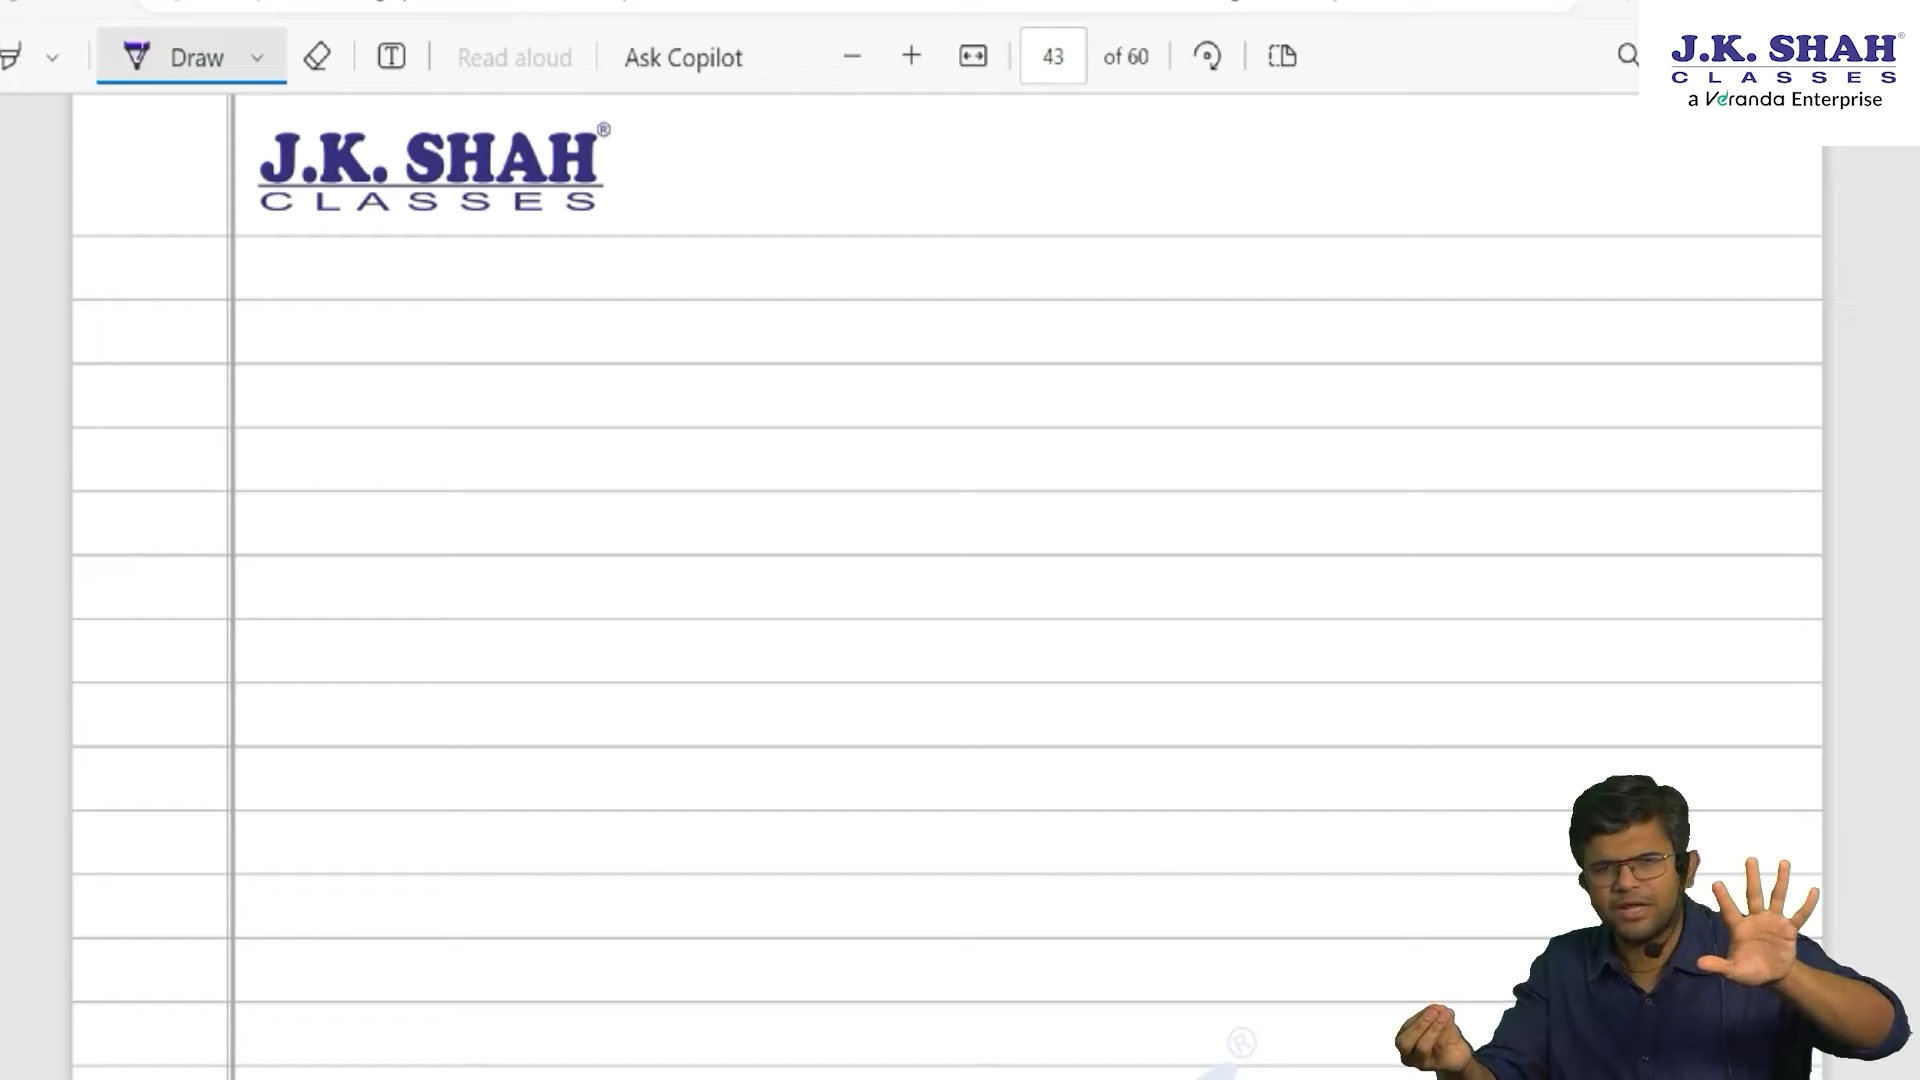 Draw
Read aloud
Ask Copilot
43 of 60
J.K. SHAH®
CLASSES
a Veranda Enterprise
J.K. SHAH®
CLASSES
®